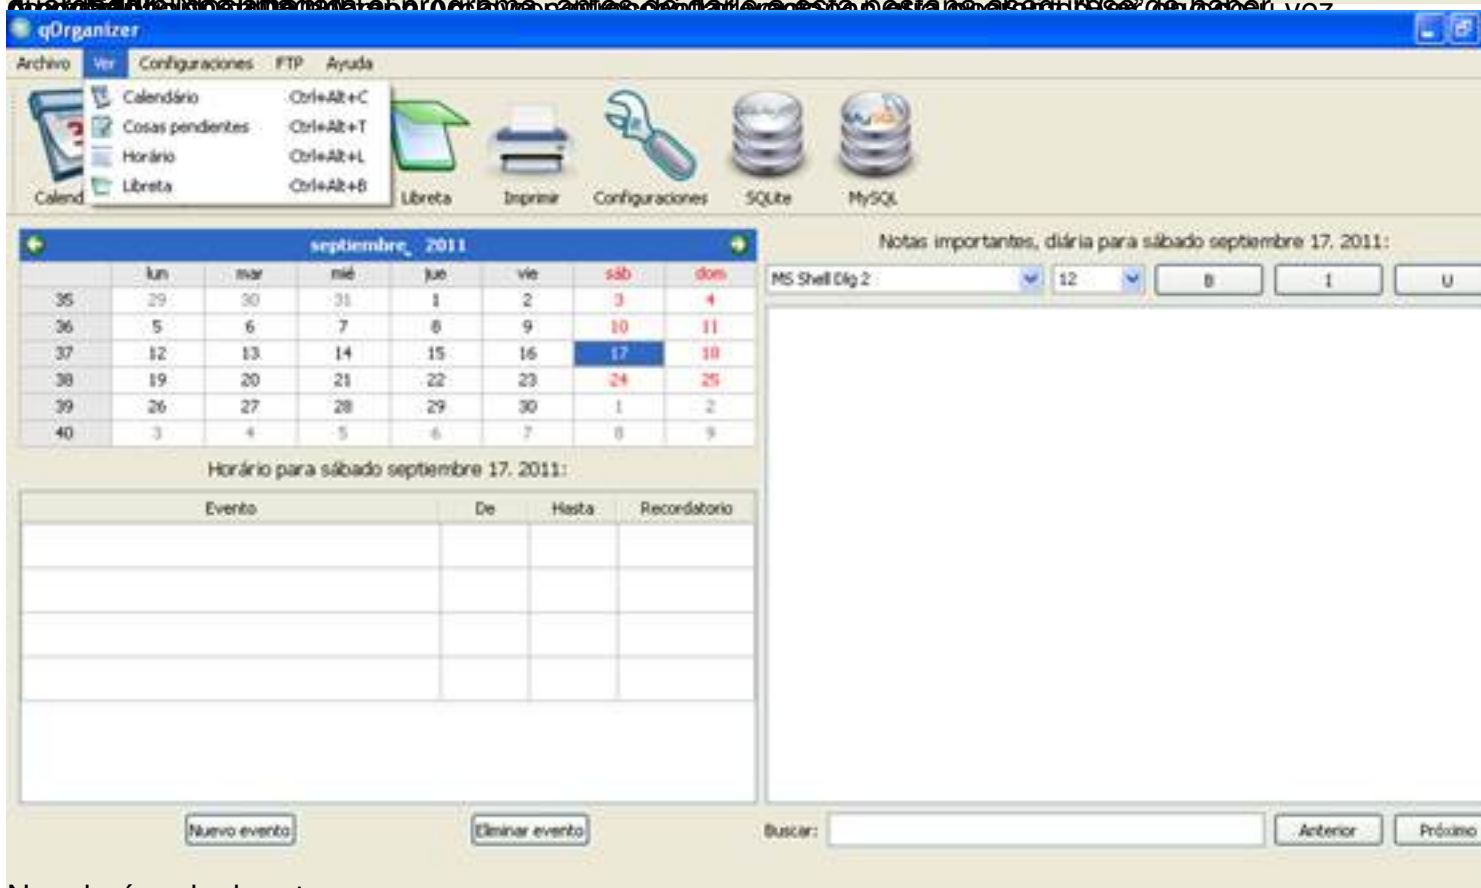 qOrganizer
Archivo Ver Configuraciones FTP Ayuda
Calendário Ctrl+Alt+C
Cosas pendientes Ctrl+Alt+T
Horário Ctrl+Alt+L
Libreta Ctrl+Alt+B
Calend Libreta Imprimir Configuraciones SQLite MySQL
septiembre, 2011
lun mar mié jue vie sáb dom
35 29 30 31 1 2 3 4
36 5 6 7 8 9 10 11
37 12 13 14 15 16 17 18
38 19 20 21 22 23 24 25
39 26 27 28 29 30 1 2
40 3 4 5 6 7 8 9
Horário para sábado septiembre 17. 2011:
Evento De Hasta Recordatorio
Nuevo evento Eliminar evento
Notas importantes, diária para sábado septiembre 17. 2011:
MS Shell Dlg 2 12 B I U
Buscar: Anterior Próximo